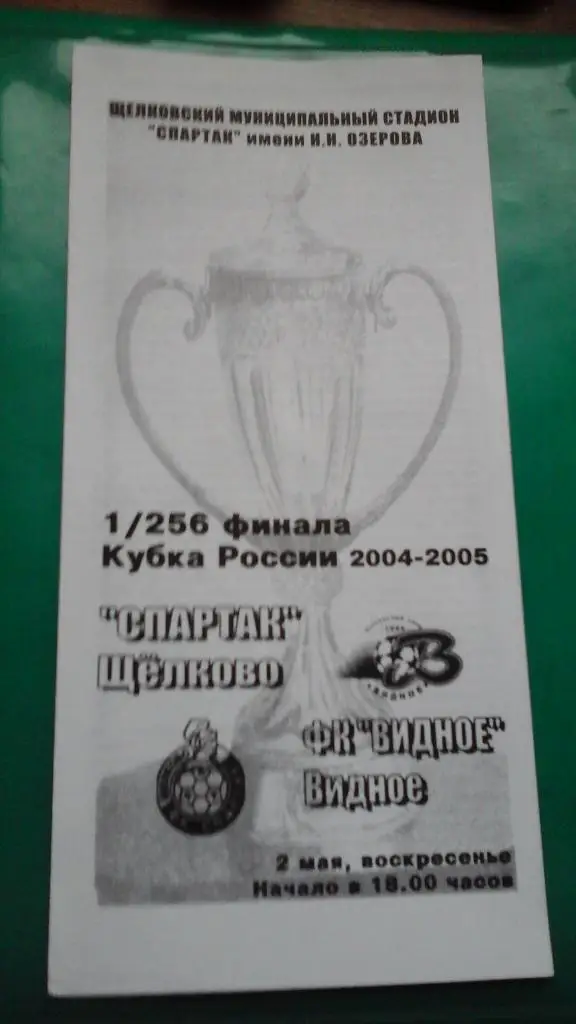 ЩЕЛКОВСКИЙ МУНИЦИПАЛЬНЫЙ СТАДИОН
"СПАРТАК" имени Н.Н. ОЗЕРОВА
1/256 финала
Кубка России 2004-2005
"СПАРТАК"
Щёлково
ФК "ВИДНОЕ"
Видное
2 мая, воскресенье
Начало в 18.00 часов